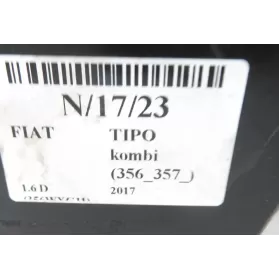 N/17/23
FIAT TIPO
kombi
(356_357_)
1.6 D 2017